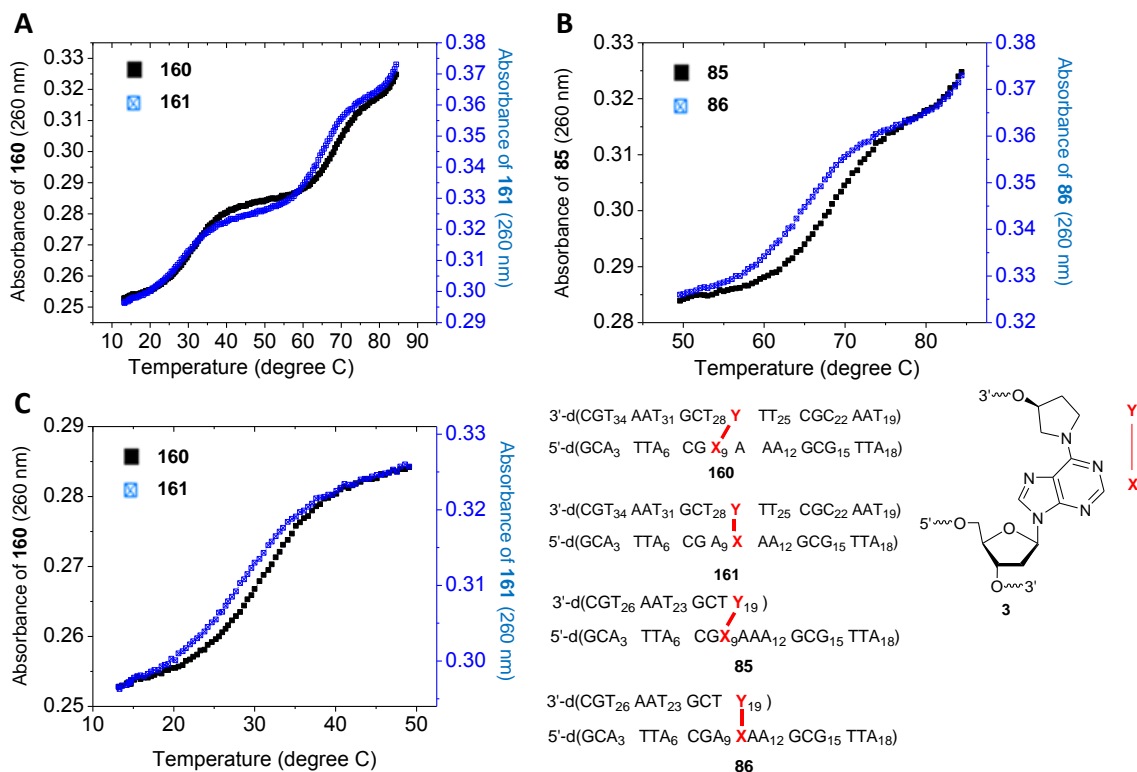 A
0.38
0.33
160
161
0.32
0.31
0.30
0.29
0.28
0.27
0.26
0.25
0.37
0.36
0.35
0.34
0.33
0.32
0.31
0.30
0.29
10 20 30 40 50 60 70 80 90
Temperature (degree C)
Absorbance of 160 (260 nm)
Absorbance of 161 (260 nm)
B
0.33
0.38
85
86
0.32
0.31
0.30
0.29
0.28
0.37
0.36
0.35
0.34
0.33
0.32
50 60 70 80
Temperature (degree C)
Absorbance of 85 (260 nm)
Absorbance of 86 (260 nm)
C
0.29
160
161
0.28
0.27
0.26
0.25
0.33
0.32
0.31
0.30
10 20 30 40 50
Temperature (degree C)
Absorbance of 160 (260 nm)
Absorbance of 161 (260 nm)
3'-d(CGT34 AAT31 GCT28 Y TT25 CGC22 AAT19)
5'-d(GCA3 TTA6 CG X9 A AA12 GCG15 TTA18)
160
3'-d(CGT34 AAT31 GCT28 Y TT25 CGC22 AAT19)
5'-d(GCA3 TTA6 CG A9 X AA12 GCG15 TTA18)
161
3'-d(CGT26 AAT23 GCT Y19 )
5'-d(GCA3 TTA6 CGX9AAA12 GCG15 TTA18)
85
3'-d(CGT26 AAT23 GCT Y19 )
5'-d(GCA3 TTA6 CGA9 XAA12 GCG15 TTA18)
86
3' O
N
N N
N N
5' O
O
O 3'
3
Y
X